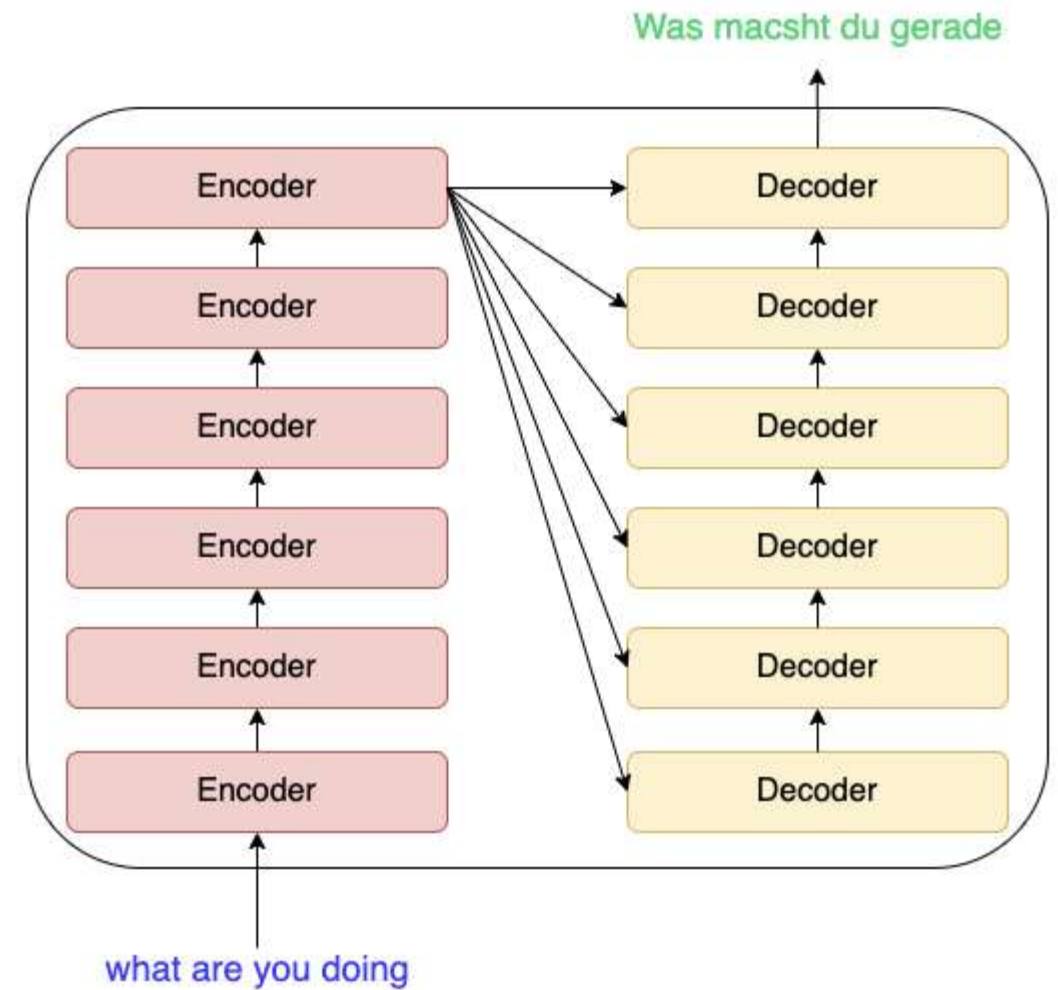 Was macsht du gerade
Encoder
Decoder
Encoder
Decoder
Encoder
Decoder
Encoder
Decoder
Encoder
Decoder
Encoder
Decoder
what are you doing